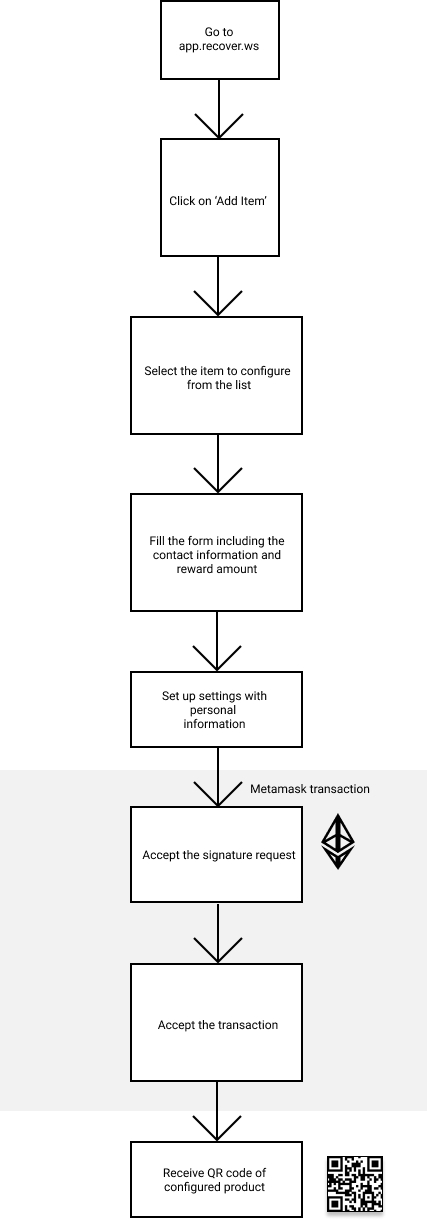 Go to
app.recover.ws
Click on ‘Add Item’
Select the item to configure
from the list
Fill the form including the
contact information and
reward amount
Set up settings with
personal
information
Metamask transaction
Accept the signature request
Accept the transaction
Receive QR code of
configured product